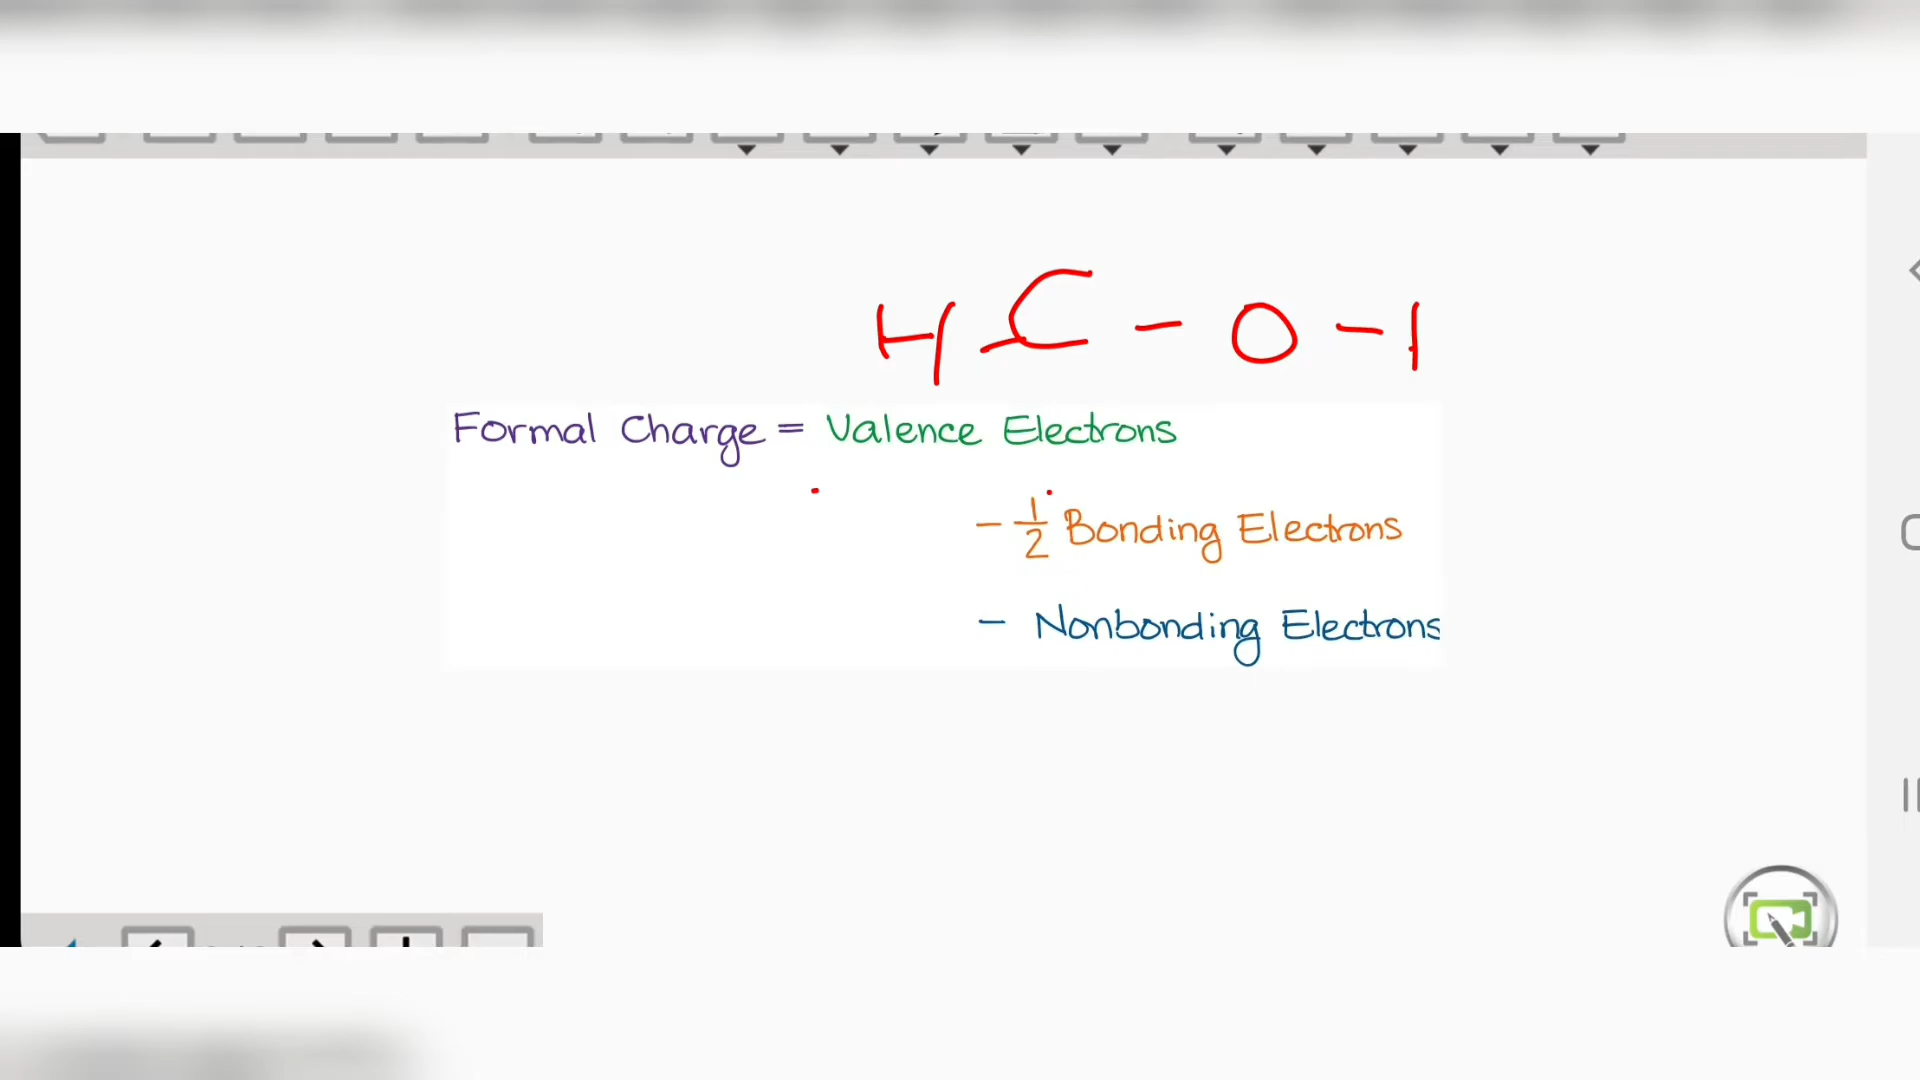 H-C-O-I
Formal Charge = Valence Electrons
- 1/2 Bonding Electrons
- Nonbonding Electrons